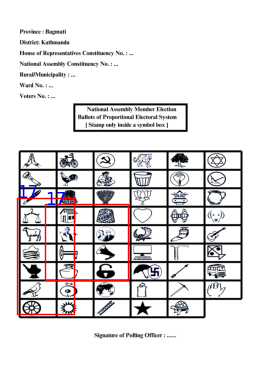 Province : Bagmati
District: Kathmandu
House of Representatives Constituency No. : ...
National Assembly Constituency No. : ...
Rural/Municipality : ...
Ward No. : ...
Voters No. : ...
National Assembly Member Election
Ballots of Proportional Electoral System
[ Stamp only inside a symbol box ]
17
17
Signature of Polling Officer : ......